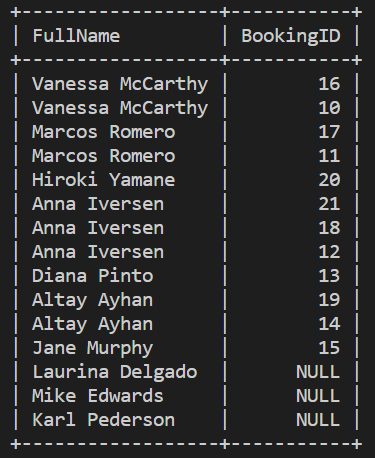 +------------------+-----------+
| FullName         | BookingID |
+------------------+-----------+
| Vanessa McCarthy |        16 |
| Vanessa McCarthy |        10 |
| Marcos Romero    |        17 |
| Marcos Romero    |        11 |
| Hiroki Yamane    |        20 |
| Anna Iversen     |        21 |
| Anna Iversen     |        18 |
| Anna Iversen     |        12 |
| Diana Pinto      |        13 |
| Altay Ayhan      |        19 |
| Altay Ayhan      |        14 |
| Jane Murphy      |        15 |
| Laurina Delgado  |      NULL |
| Mike Edwards     |      NULL |
| Karl Pederson    |      NULL |
+------------------+-----------+